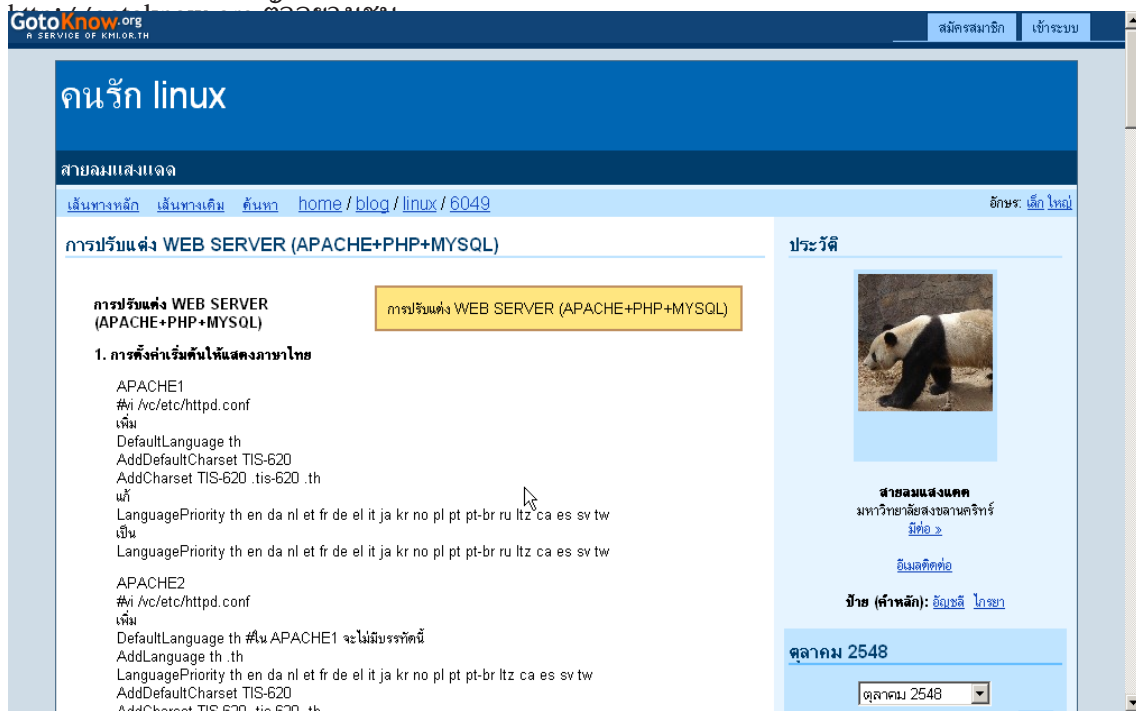 GotoKnow.org
A SERVICE OF KMI.OR.TH
สมัครสมาชิก เข้าระบบ
คนรัก linux
สายลมแสงแดด
เส้นทางหลัก เส้นทางเดิม ค้นหา home / blog / linux / 6049
อักษร: เล็ก ใหญ่
การปรับแต่ง WEB SERVER (APACHE+PHP+MYSQL)
การปรับแต่ง WEB SERVER
(APACHE+PHP+MYSQL)
การปรับแต่ง WEB SERVER (APACHE+PHP+MYSQL)
1. การตั้งค่าเริ่มต้นให้แสดงภาษาไทย
APACHE1
#vi /vc/etc/httpd.conf
เพิ่ม
DefaultLanguage th
AddDefaultCharset TIS-620
AddCharset TIS-620 .tis-620 .th
แก้
LanguagePriority th en da nl et fr de el it ja kr no pl pt pt-br ru ltz ca es sv tw
เป็น
LanguagePriority th en da nl et fr de el it ja kr no pl pt pt-br ru ltz ca es sv tw
APACHE2
#vi /vc/etc/httpd.conf
เพิ่ม
DefaultLanguage th #ใน APACHE1 จะไม่มีบรรทัดนี้
AddLanguage th .th
LanguagePriority th en da nl et fr de el it ja kr no pl pt pt-br ltz ca es sv tw
AddDefaultCharset TIS-620
AddCharset TIS-620 .tis-620 .th
ประวัติ
สายลมแสงแดด
มหาวิทยาลัยสงขลานครินทร์
มีต่อ »
อีเมลติดต่อ
ป้าย (คำหลัก): อัญชลี ไกรยา
ตุลาคม 2548
ตุลาคม 2548